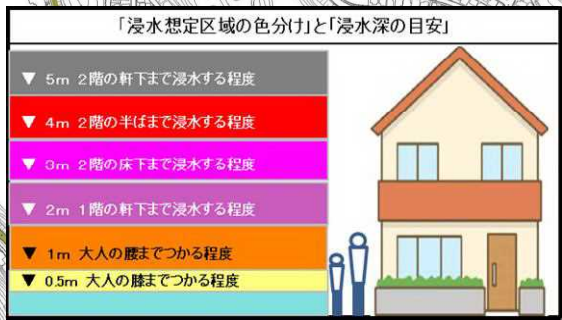 「浸水想定区域の色分け」と「浸水深の目安」
▼ 5m 2階の軒下まで浸水する程度
▼ 4m 2階の半ばまで浸水する程度
▼ 3m 2階の床下まで浸水する程度
▼ 2m 1階の軒下まで浸水する程度
▼ 1m 大人の腰までつかる程度
▼ 0.5m 大人の膝までつかる程度